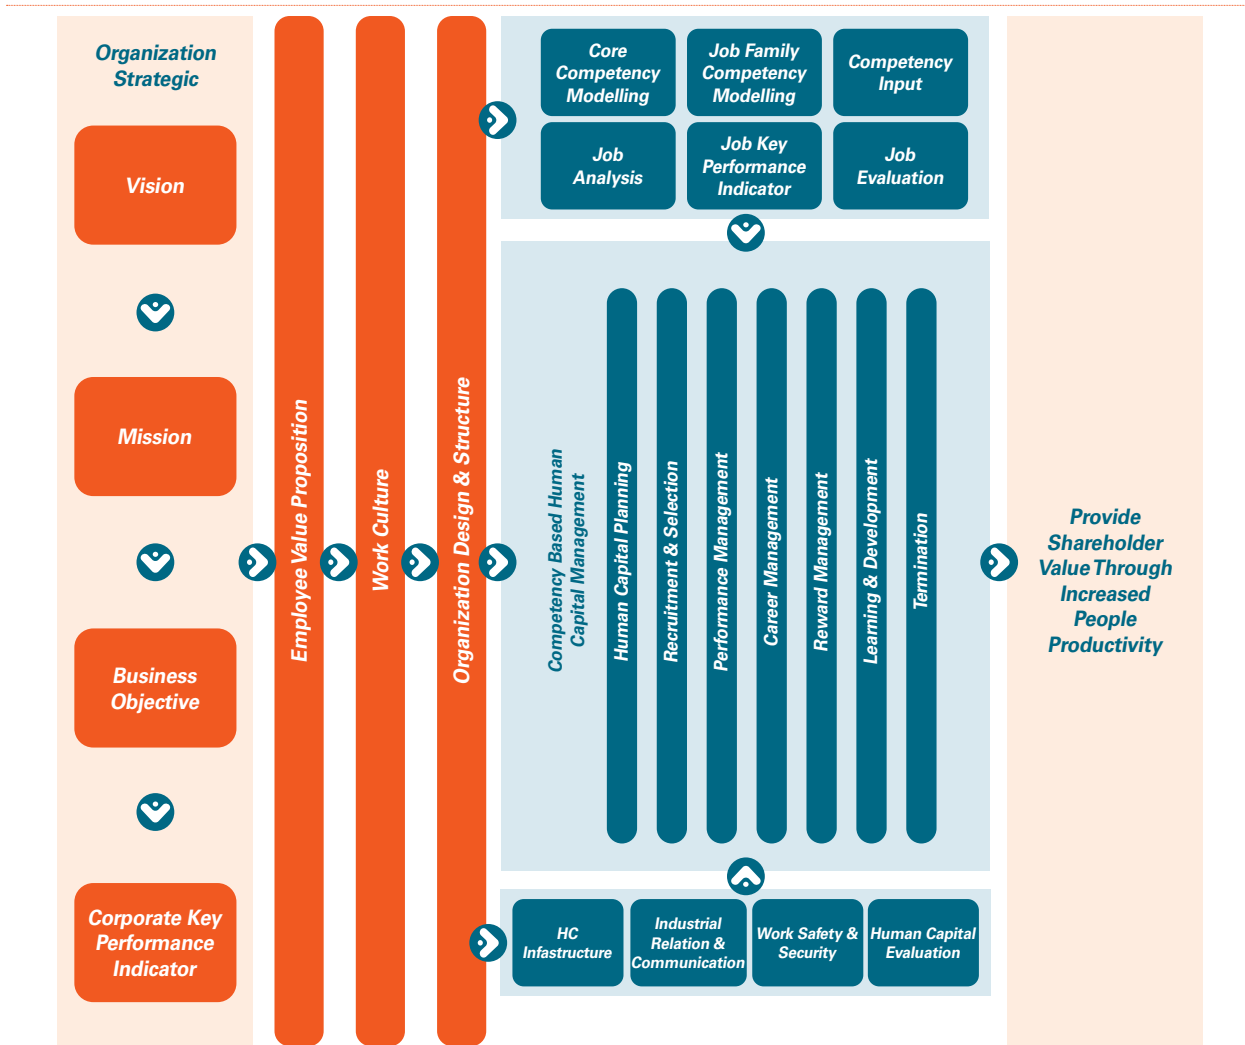 Organization
Strategic
Vision
Mission
Business
Objective
Corporate Key
Performance
Indicator
Employee Value Proposition
Work Culture
Organization Design & Structure
Core
Competency
Modelling
Job Family
Competency
Modelling
Competency
Input
Job
Analysis
Job Key
Performance
Indicator
Job
Evaluation
Competency Based Human
Capital Management
Human Capital Planning
Recruitment & Selection
Performance Management
Career Management
Reward Management
Learning & Development
Termination
HC
Infastructure
Industrial
Relation &
Communication
Work Safety &
Security
Human Capital
Evaluation
Provide
Shareholder
Value Through
Increased
People
Productivity